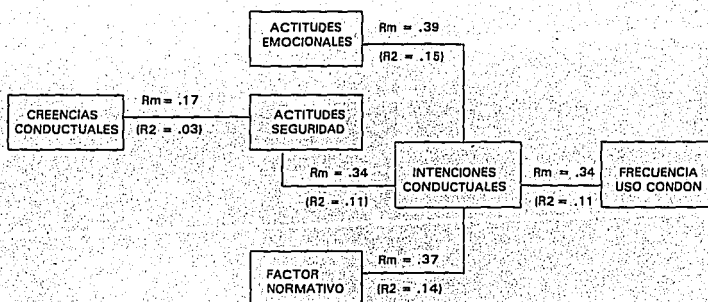 ACTITUDES
EMOCIONALES
Rm = .39
(R2 = .15)
CREENCIAS
CONDUCTUALES
Rm = .17
(R2 = .03)
ACTITUDES
SEGURIDAD
Rm = .34
(R2 = .11)
INTENCIONES
CONDUCTUALES
Rm = .34
(R2 = .11
FRECUENCIA
USO CONDON
FACTOR
NORMATIVO
Rm = .37
(R2 = .14)